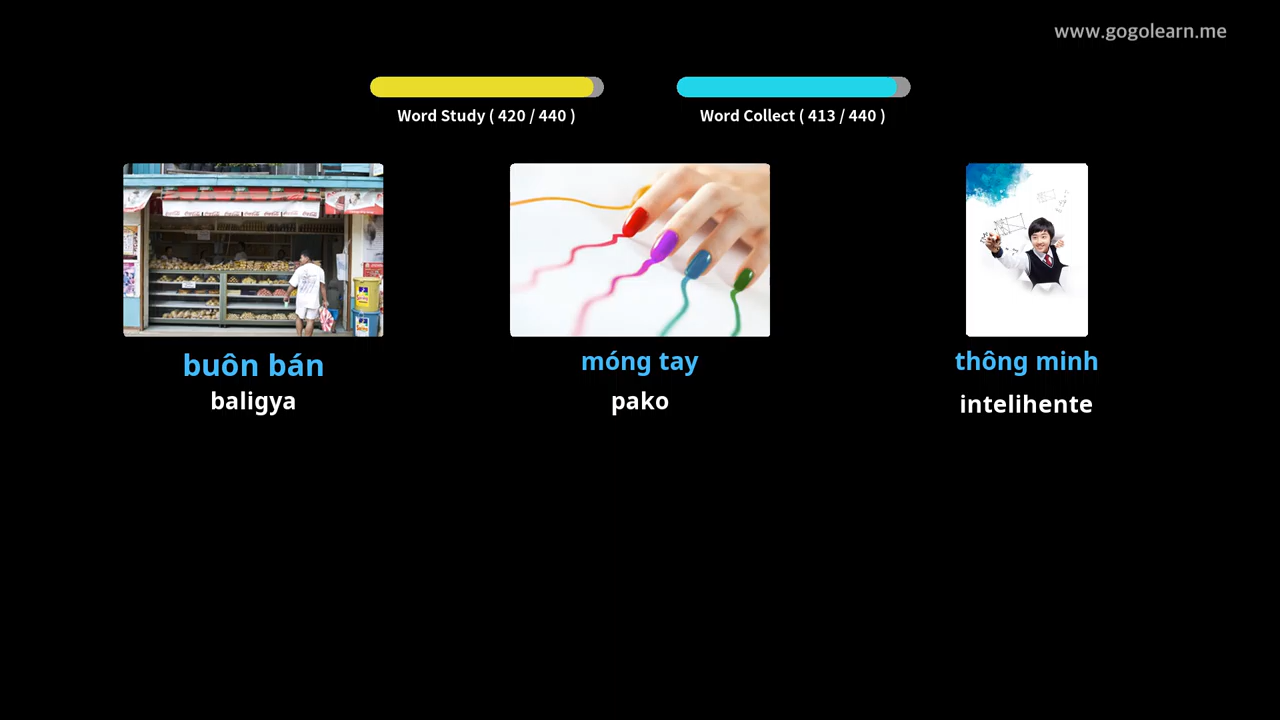 www.gogolearn.me
Word Study ( 420 / 440 )
Word Collect ( 413 / 440 )
buôn bán
móng tay
thông minh
baligya
pako
intelihente